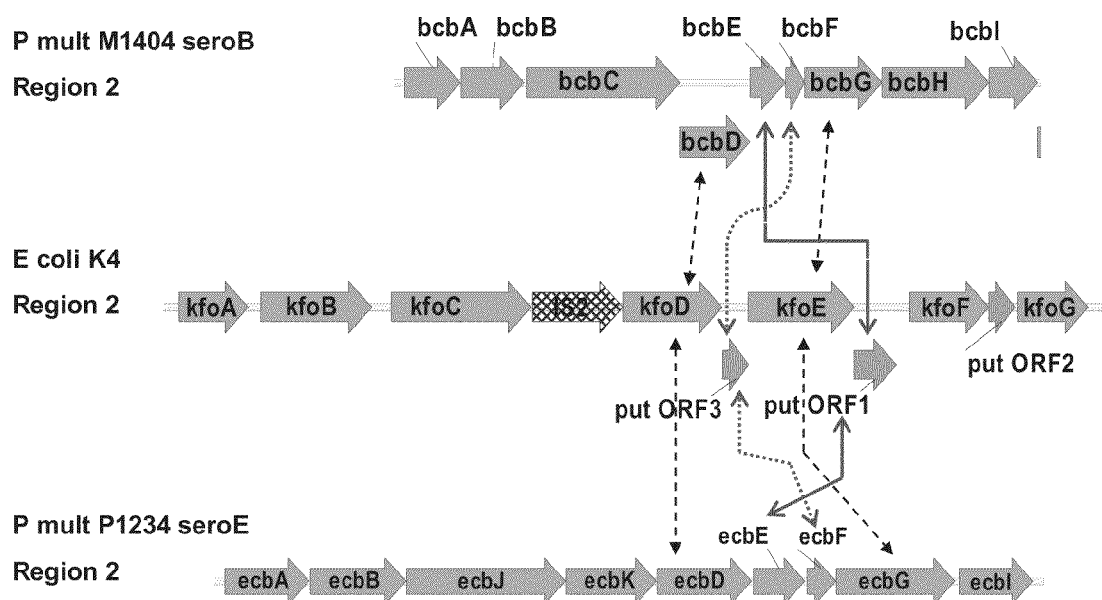 P mult M1404 seroB
Region 2
bcbA bcbB bcbE bcbF bcbI
bcbC bcbG bcbH
bcbD
E coli K4
Region 2
kfoA kfoB kfoC IS2 kfoD kfoE kfoF kfoG
put ORF2
put ORF3 put ORF1
P mult P1234 seroE
Region 2
ecbE ecbF
ecbA ecbB ecbJ ecbK ecbD ecbG ecbI